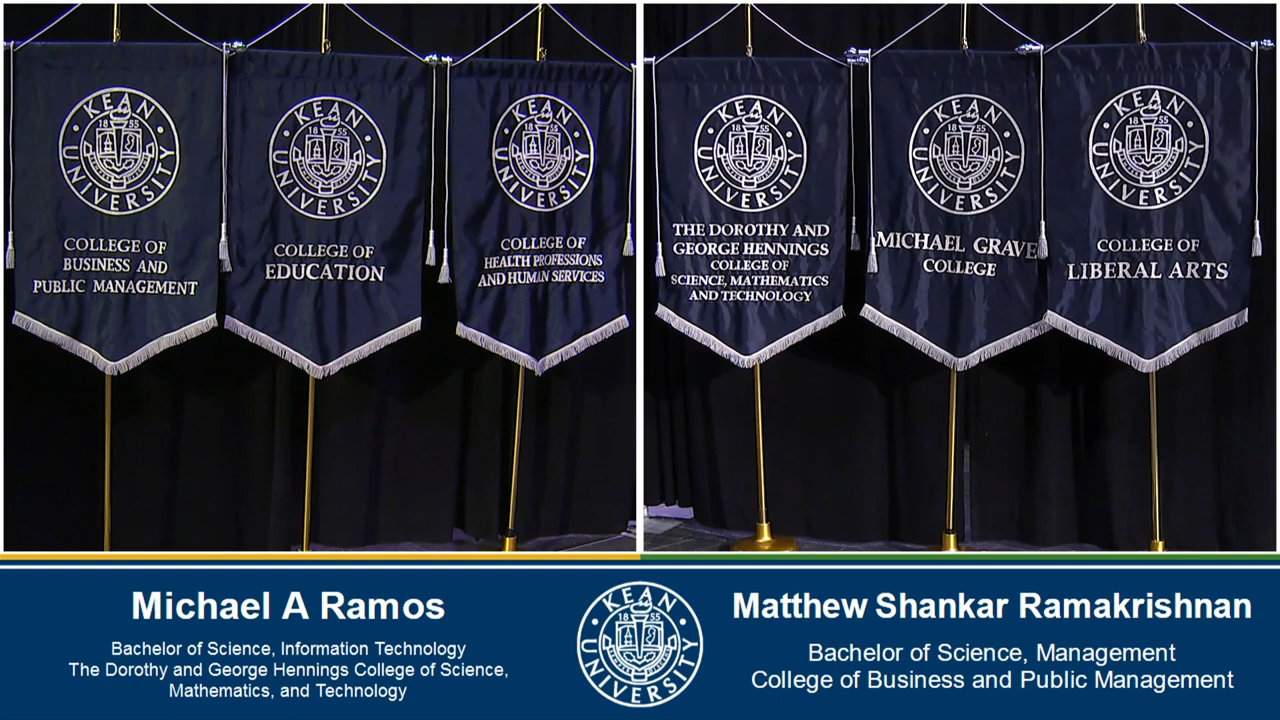 KEAN
1855
UNIVERSITY
COLLEGE OF
BUSINESS AND
PUBLIC MANAGEMENT
KEAN
1855
UNIVERSITY
COLLEGE OF
EDUCATION
KEAN
1855
UNIVERSITY
COLLEGE OF
HEALTH PROFESSIONS
AND HUMAN SERVICES
KEAN
1855
UNIVERSITY
THE DOROTHY AND
GEORGE HENNINGS
COLLEGE OF
SCIENCE, MATHEMATICS
AND TECHNOLOGY
KEAN
1855
UNIVERSITY
MICHAEL GRAVE
COLLEGE
KEAN
1855
UNIVERSITY
COLLEGE OF
LIBERAL ARTS
Michael A Ramos
Bachelor of Science, Information Technology
The Dorothy and George Hennings College of Science,
Mathematics, and Technology
KEAN
1855
UNIVERSITY
Matthew Shankar Ramakrishnan
Bachelor of Science, Management
College of Business and Public Management